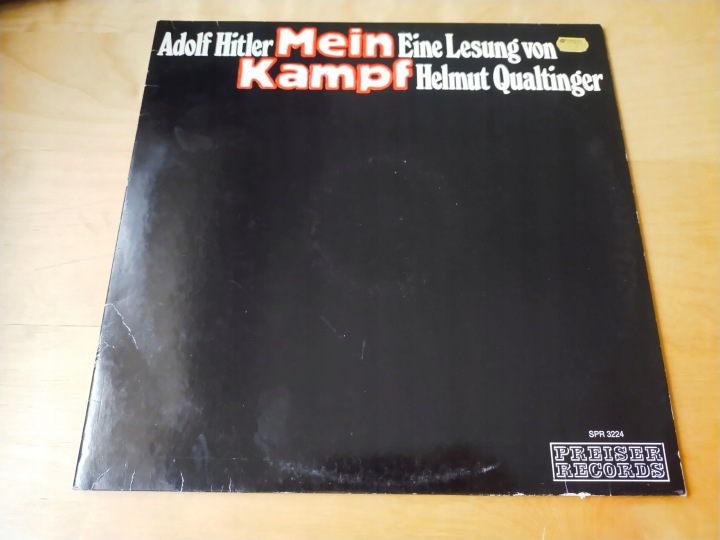 Adolf Hitler Mein Eine Lesung von
Kampf Helmut Qualtinger
SPR 3224
PREISER
RECORDS